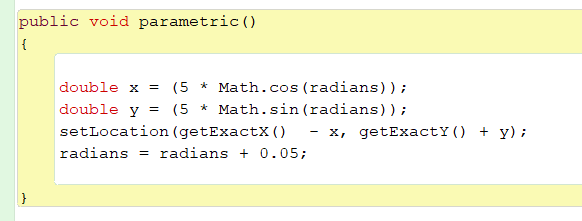 public void parametric()
{
double x = (5 * Math.cos(radians));
double y = (5 * Math.sin(radians));
setLocation(getExactX()  - x, getExactY() + y);
radians = radians + 0.05;
}